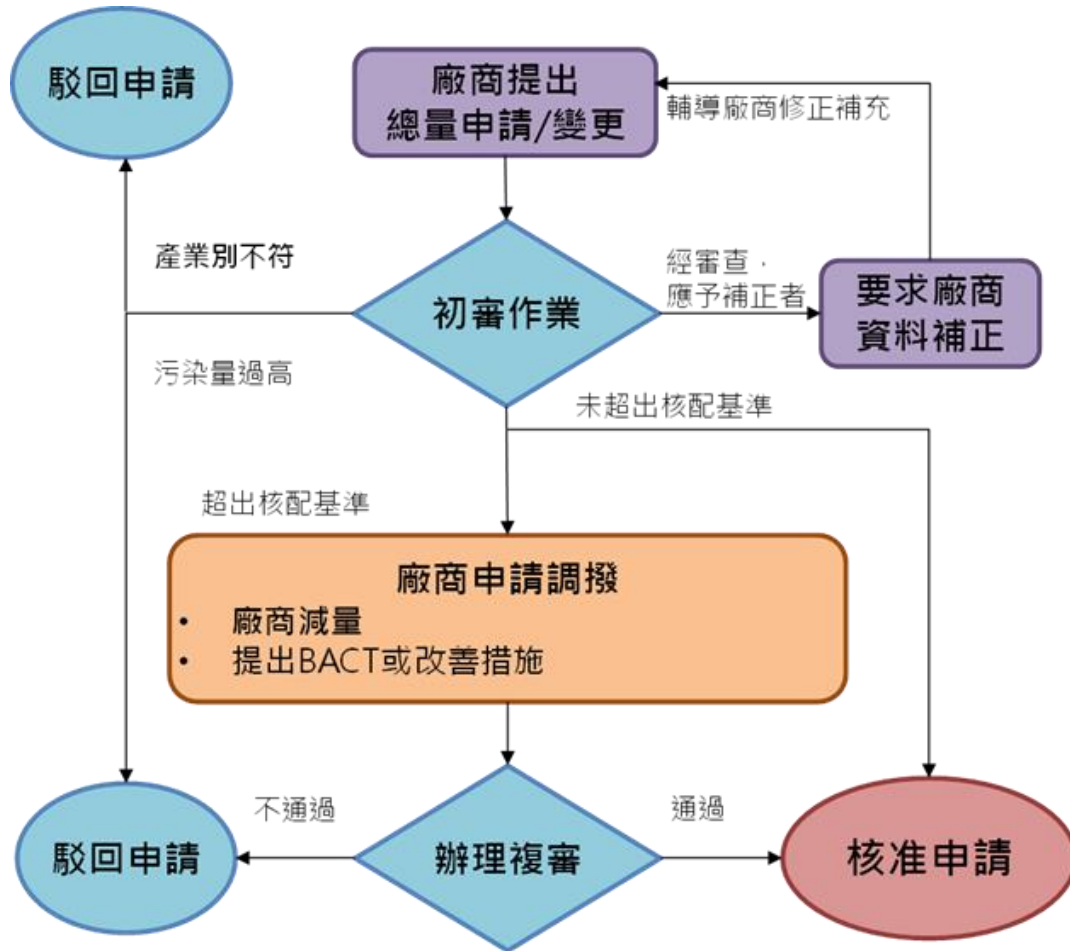 駁回申請
廠商提出
總量申請/變更
輔導廠商修正補充
產業別不符
初審作業
經審查，
應予補正者
要求廠商
資料補正
污染量過高
未超出核配基準
超出核配基準
廠商申請調撥
• 廠商減量
• 提出BACT或改善措施
不通過
通過
駁回申請
辦理複審
核准申請